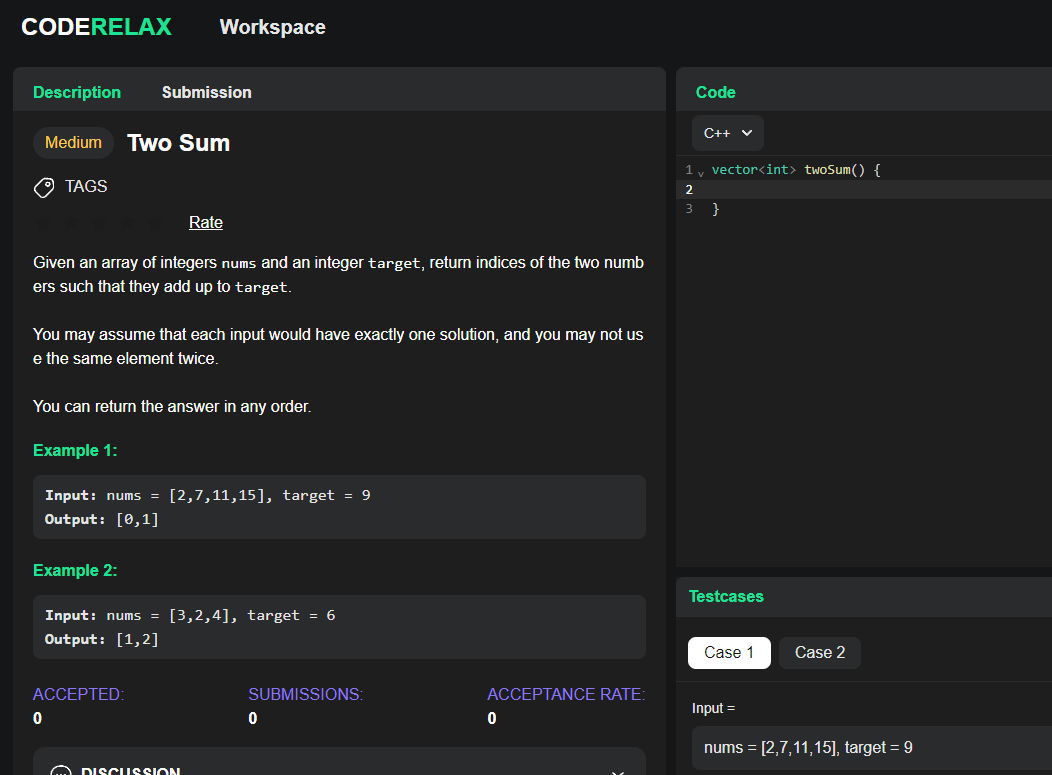 CODERELAX Workspace
Description Submission
Medium Two Sum
TAGS
Rate
Given an array of integers nums and an integer target, return indices of the two numb
ers such that they add up to target.
You may assume that each input would have exactly one solution, and you may not us
e the same element twice.
You can return the answer in any order.
Example 1:
Input: nums = [2,7,11,15], target = 9
Output: [0,1]
Example 2:
Input: nums = [3,2,4], target = 6
Output: [1,2]
ACCEPTED: SUBMISSIONS: ACCEPTANCE RATE:
0 0 0
DISCUSSION
Code
C++
1 vector<int> twoSum() {
2
3 }
Testcases
Case 1 Case 2
Input =
nums = [2,7,11,15], target = 9